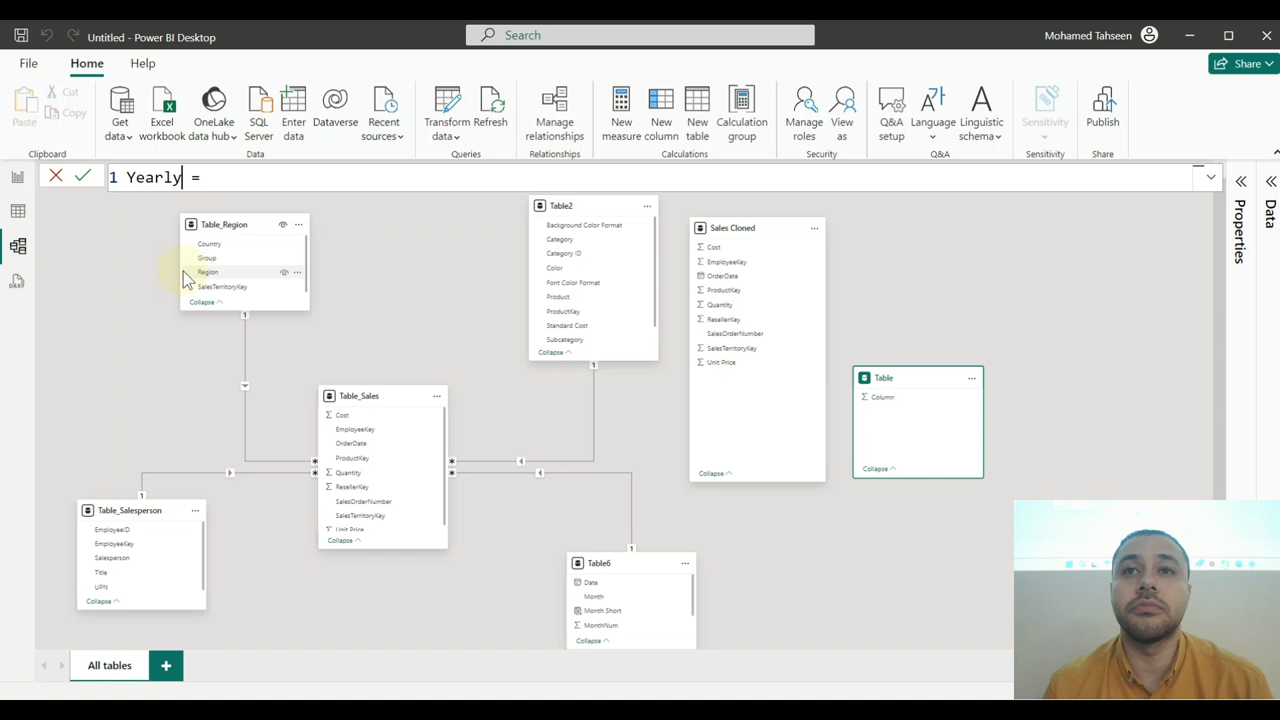 Untitled - Power BI Desktop
Search
Mohamed Tahseen
File
Home
Help
Share
Paste
Cut
Copy
Get data
Excel workbook
OneLake data hub
SQL Server
Enter data
Dataverse
Recent sources
Transform data
Refresh
Manage relationships
New measure
New column
New table
Calculation group
Manage roles
View as
Q&A setup
Language
Linguistic schema
Sensitivity
Publish
Clipboard
Data
Queries
Relationships
Calculations
Security
Q&A
Sensitivity
Share
1 Yearly =
Table_Region
Country
Group
Region
SalesTerritoryKey
Collapse
1
Table2
Background Color Format
Category
Category ID
Color
Font Color Format
Product
ProductKey
Standard Cost
Subcategory
Collapse
1
Sales Cloned
Cost
EmployeeKey
OrderDate
ProductKey
Quantity
ResellerKey
SalesOrderNumber
SalesTerritoryKey
Unit Price
Collapse
Table
Column
Collapse
Table_Sales
Cost
EmployeeKey
OrderDate
ProductKey
Quantity
ResellerKey
SalesOrderNumber
SalesTerritoryKey
Unit Price
Collapse
1
Table_Salesperson
EmployeeID
EmployeeKey
Salesperson
Title
UPN
Collapse
1
Table6
Date
Month
Month Short
MonthNum
Collapse
Properties
Data
All tables